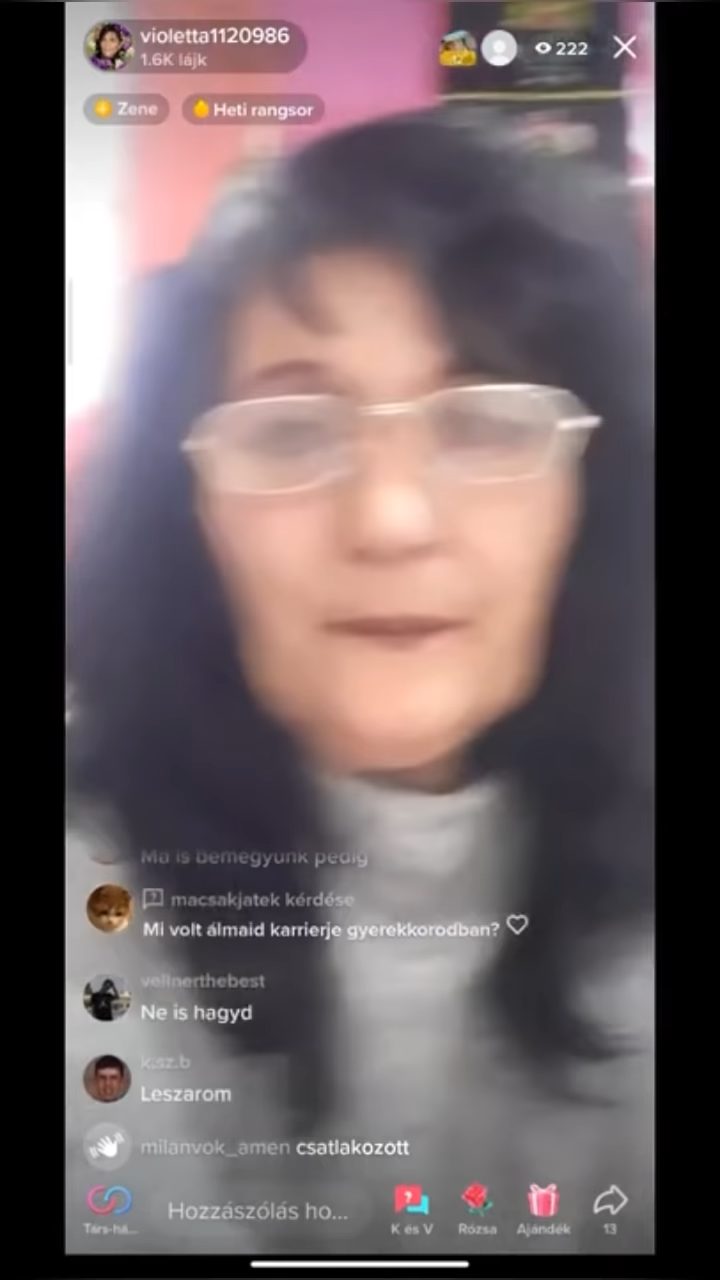 violetta1120986
1.6K lájk
222
Zene
Heti rangsor
Ma is bemegyünk pedig
macsakjatek kérdése
Mi volt álmaid karrierje gyerekkorodban?
vellnerthebest
Ne is hagyd
k.sz.b
Leszarom
milanvok_amen csatlakozott
Társ-há...
Hozzászólás ho...
K és V
Rózsa
Ajándék
13